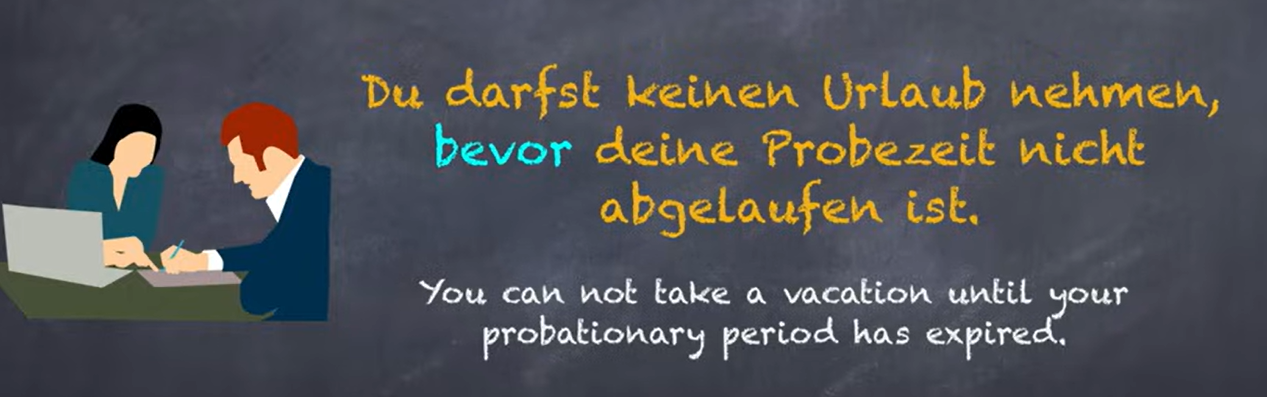 Du darfst keinen Urlaub nehmen,
bevor deine Probezeit nicht
abgelaufen ist.
You can not take a vacation until your
probationary period has expired.